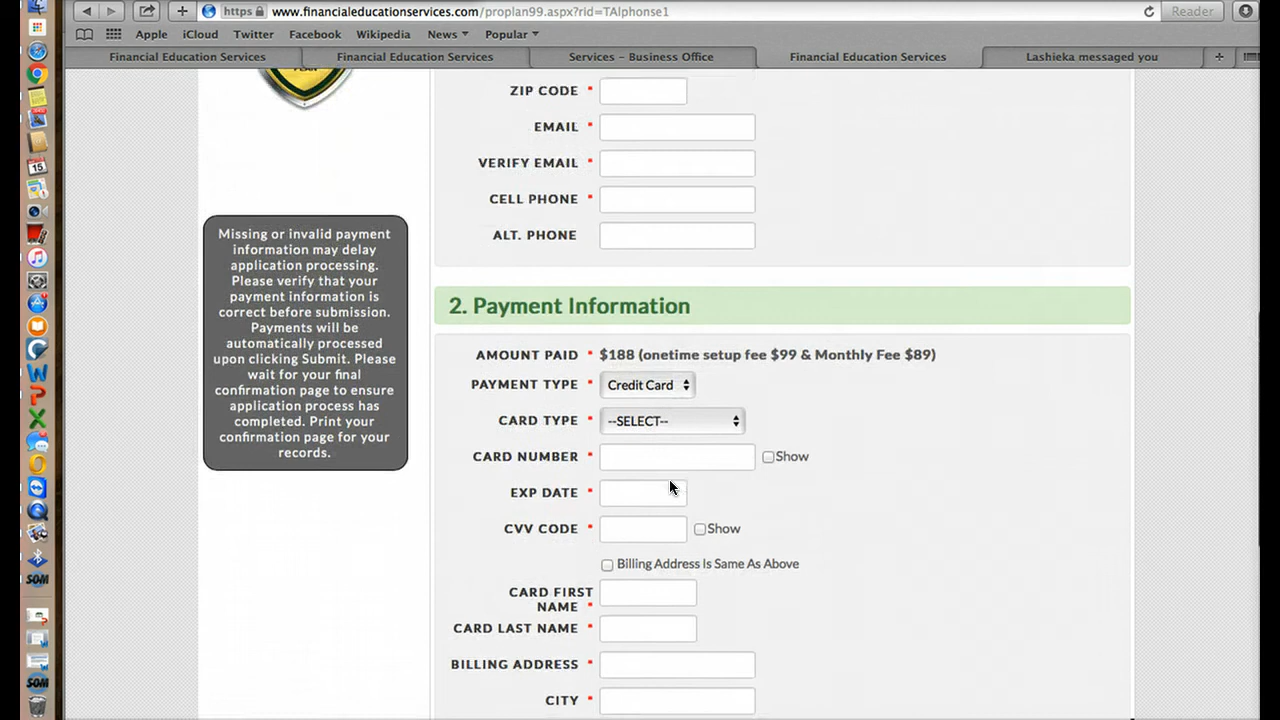 https www.financialeducationservices.com/proplan99.aspx?rid=TAlphonse1 Reader
Apple iCloud Twitter Facebook Wikipedia News Popular
Financial Education Services Financial Education Services Services – Business Office Financial Education Services Lashieka messaged you +
ZIP CODE *
EMAIL *
VERIFY EMAIL *
CELL PHONE *
ALT. PHONE
Missing or invalid payment
information may delay
application processing.
Please verify that your
payment information is
correct before submission.
Payments will be
automatically processed
upon clicking Submit. Please
wait for your final
confirmation page to ensure
application process has
completed. Print your
confirmation page for your
records.
2. Payment Information
AMOUNT PAID * $188 (onetime setup fee $99 & Monthly Fee $89)
PAYMENT TYPE * Credit Card
CARD TYPE * --SELECT--
CARD NUMBER * Show
EXP DATE *
CVV CODE * Show
Billing Address Is Same As Above
CARD FIRST
NAME *
CARD LAST NAME *
BILLING ADDRESS *
CITY *
15
SOM
SOM